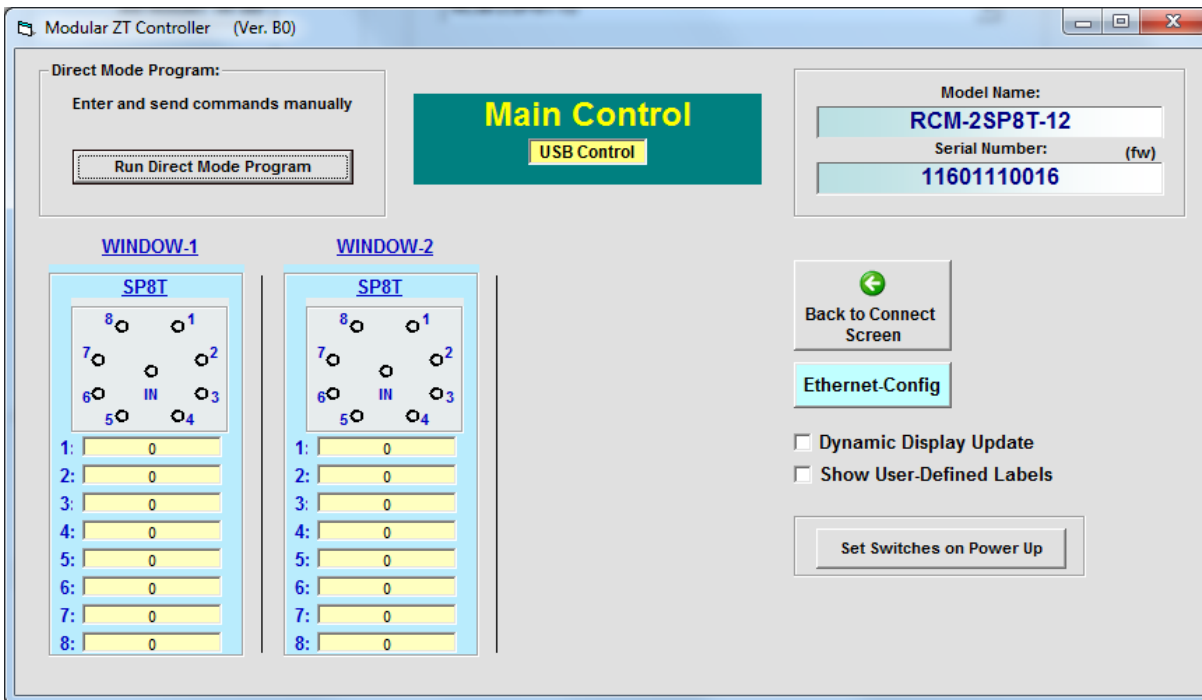 Modular ZT Controller (Ver. B0)
Direct Mode Program:
Enter and send commands manually
Run Direct Mode Program
Main Control
USB Control
Model Name:
RCM-2SP8T-12
Serial Number:
(fw)
11601110016
WINDOW-1
SP8T
8 1
7 2
6 IN 3
5 4
1: 0
2: 0
3: 0
4: 0
5: 0
6: 0
7: 0
8: 0
WINDOW-2
SP8T
8 1
7 2
6 IN 3
5 4
1: 0
2: 0
3: 0
4: 0
5: 0
6: 0
7: 0
8: 0
Back to Connect
Screen
Ethernet-Config
Dynamic Display Update
Show User-Defined Labels
Set Switches on Power Up